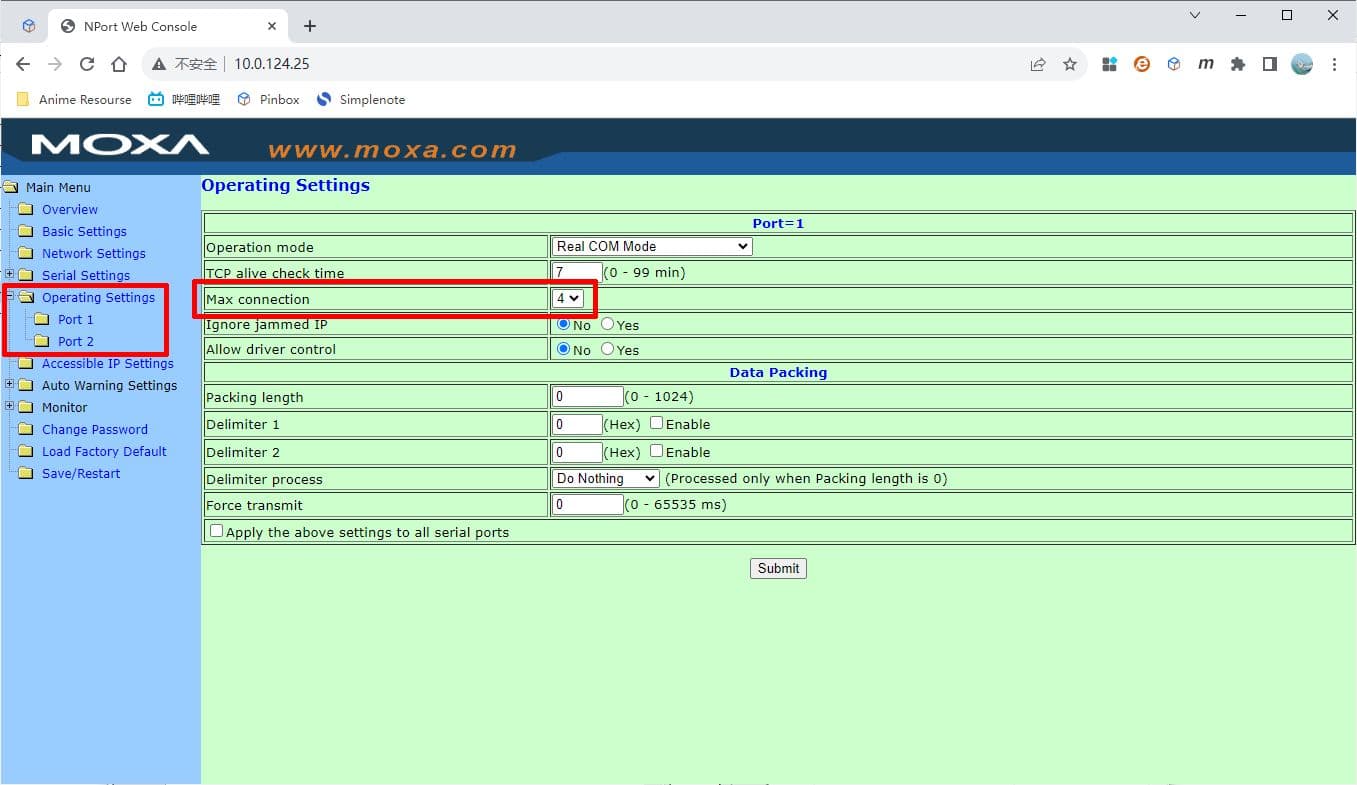 NPort Web Console
不安全 10.0.124.25
Anime Resourse 哔哩哔哩 Pinbox Simplenote
MOXA www.moxa.com
Main Menu
Overview
Basic Settings
Network Settings
Serial Settings
Operating Settings
Port 1
Port 2
Accessible IP Settings
Auto Warning Settings
Monitor
Change Password
Load Factory Default
Save/Restart
Operating Settings
Port=1
Operation mode Real COM Mode
TCP alive check time 7 (0 - 99 min)
Max connection 4
Ignore jammed IP No Yes
Allow driver control No Yes
Data Packing
Packing length 0 (0 - 1024)
Delimiter 1 0 (Hex) Enable
Delimiter 2 0 (Hex) Enable
Delimiter process Do Nothing (Processed only when Packing length is 0)
Force transmit 0 (0 - 65535 ms)
Apply the above settings to all serial ports
Submit